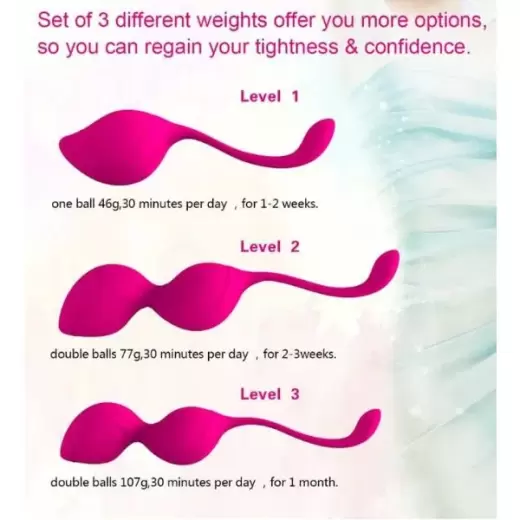 Set of 3 different weights offer you more options,
so you can regain your tightness & confidence.
Level 1
one ball 46g,30 minutes per day , for 1-2 weeks.
Level 2
double balls 77g,30 minutes per day , for 2-3weeks.
Level 3
double balls 107g,30 minutes per day , for 1 month.